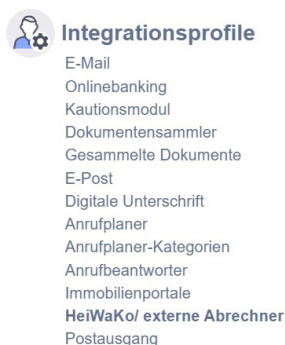 Integrationsprofile
E-Mail
Onlinebanking
Kautionsmodul
Dokumentensammler
Gesammelte Dokumente
E-Post
Digitale Unterschrift
Anrufplaner
Anrufplaner-Kategorien
Anrufbeantworter
Immobilienportale
HeiWaKo/ externe Abrechner
Postausgang